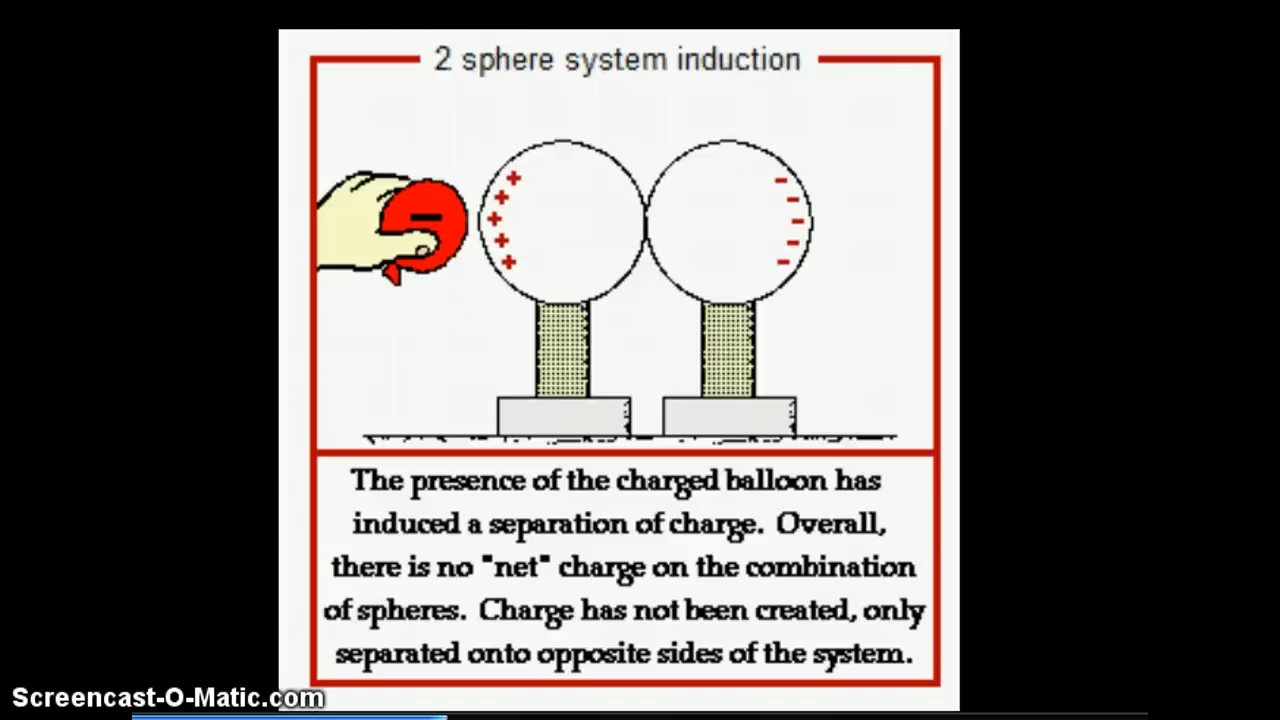 2 sphere system induction
The presence of the charged balloon has
induced a separation of charge. Overall,
there is no "net" charge on the combination
of spheres. Charge has not been created, only
separated onto opposite sides of the system.
Screencast-O-Matic.com